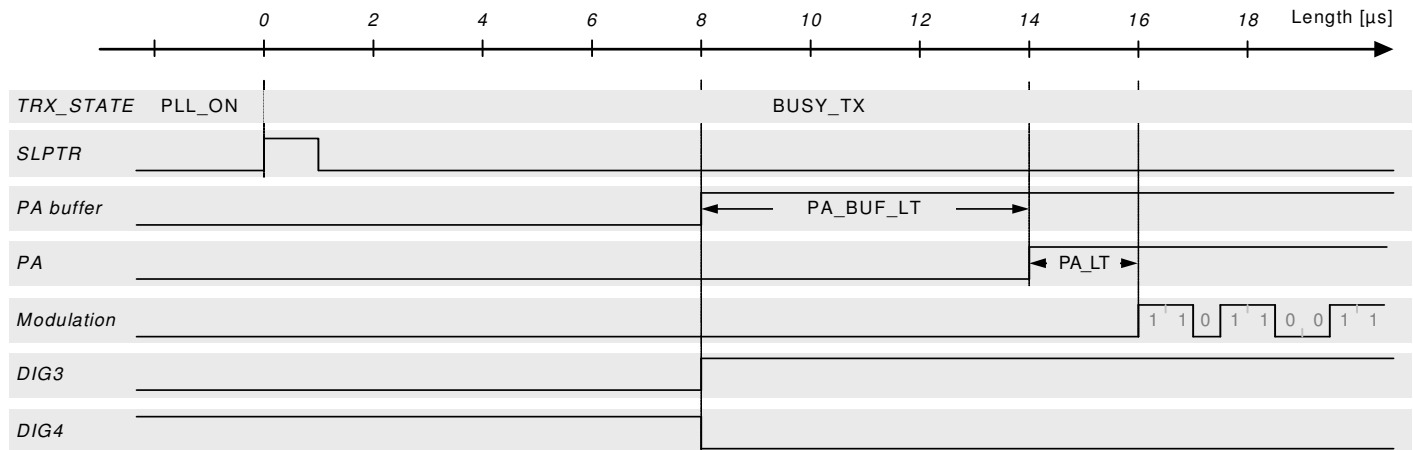 0 2 4 6 8 10 12 14 16 18 Length [µs]
TRX_STATE PLL_ON BUSY_TX
SLPTR
PA buffer PA_BUF_LT
PA PA_LT
Modulation 1 1 0 1 1 0 0 1 1
DIG3
DIG4